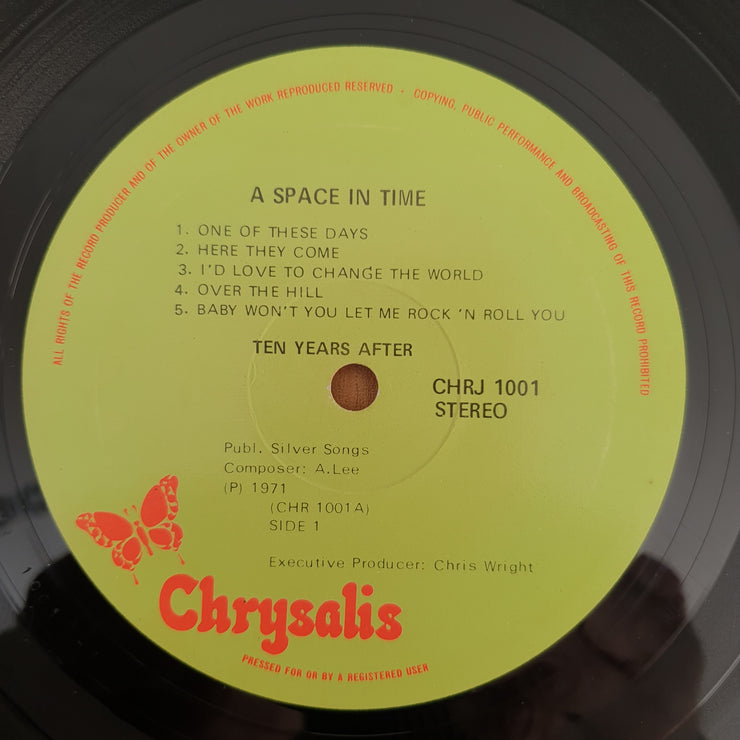 ALL RIGHTS OF THE RECORD PRODUCER AND OF THE OWNER OF THE WORK REPRODUCED RESERVED · COPYING, PUBLIC PERFORMANCE AND BROADCASTING OF THIS RECORD PROHIBITED
A SPACE IN TIME
1. ONE OF THESE DAYS
2. HERE THEY COME
3. I'D LOVE TO CHANGE THE WORLD
4. OVER THE HILL
5. BABY WON'T YOU LET ME ROCK 'N ROLL YOU
TEN YEARS AFTER
CHRJ 1001
STEREO
Publ. Silver Songs
Composer: A.Lee
(P) 1971
(CHR 1001A)
SIDE 1
Executive Producer: Chris Wright
Chrysalis
PRESSED FOR OR BY A REGISTERED USER